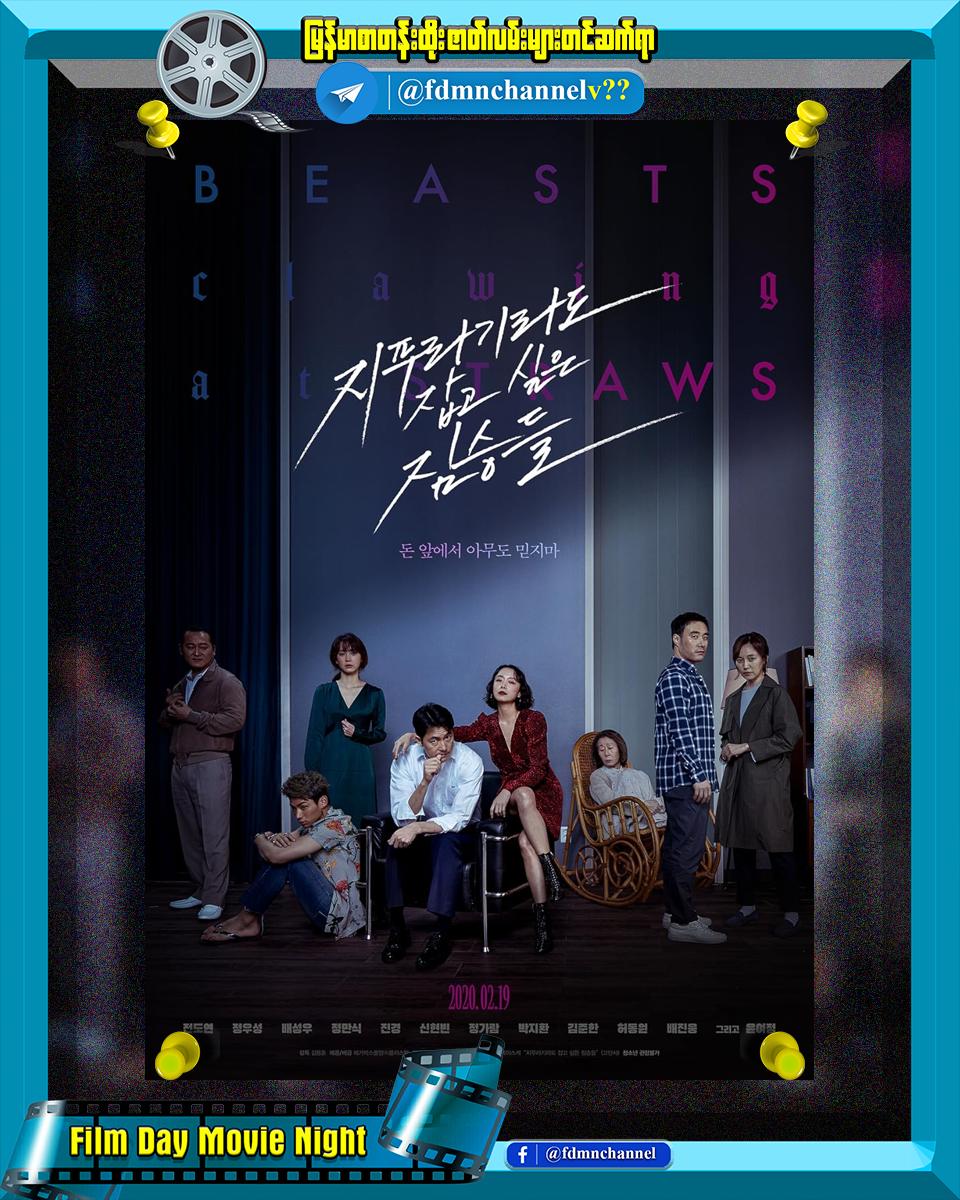 မြန်မာစာတန်းထိုးဇာတ်လမ်းများတင်ဆက်ရာ
@fdmnchannelv??
BEASTS
clawing
at STRAWS
지푸라기라도
잡고 싶은
짐승들
돈 앞에서 아무도 믿지마
2020.02.19
전도연 정우성 배성우 정만식 진경 신현빈 정가람 박지환 김준한 허동원 배진웅 그리고 윤여정
Film Day Movie Night
@fdmnchannel